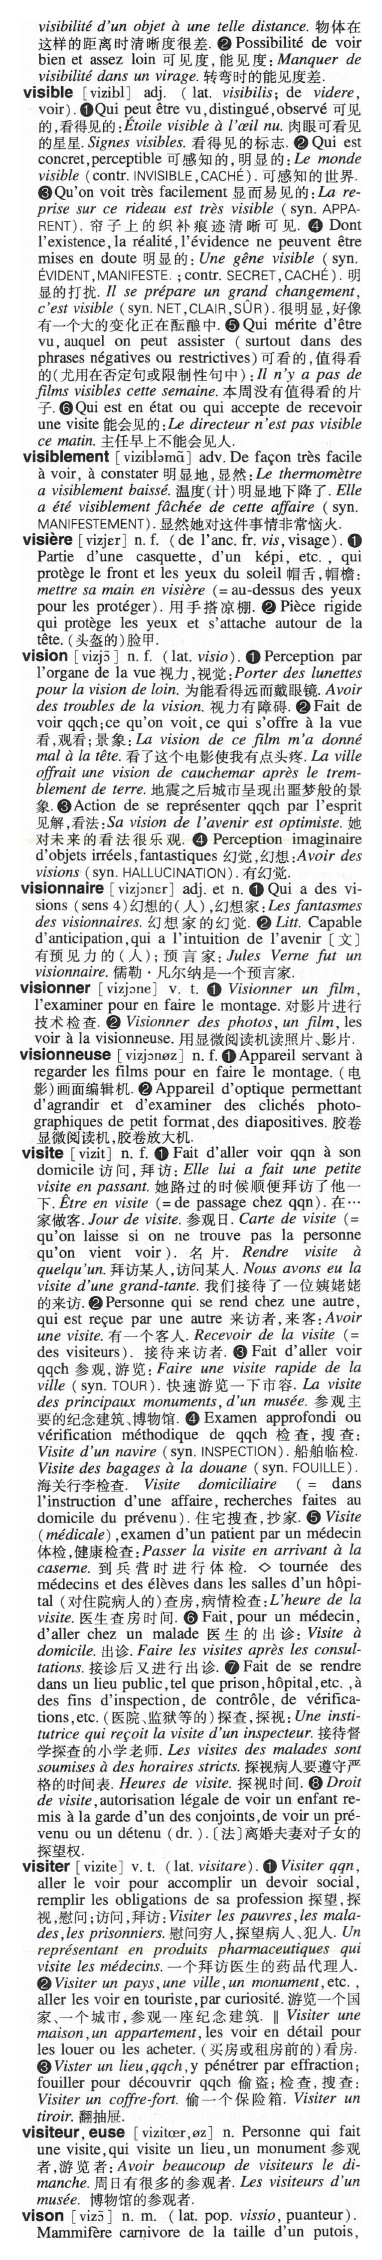 visibilité d'un objet à une telle distance. 物体在
这样的距离时清晰度很差. ❷ Possibilité de voir
bien et assez loin 可见度,能见度: Manquer de
visibilité dans un virage. 转弯时的能见度差.
visible [vizibl] adj. (lat. visibilis; de videre,
voir). ❶ Qui peut être vu, distingué, observé 可见
的,看得见的: Étoile visible à l'œil nu. 肉眼可看见
的星星. Signes visibles. 看得见的标志. ❷ Qui est
concret, perceptible 可感知的,明显的: Le monde
visible (contr. INVISIBLE, CACHÉ). 可感知的世界.
❸ Qu'on voit très facilement 显而易见的: La re-
prise sur ce rideau est très visible (syn. APPA-
RENT). 帘子上的织补痕迹清晰可见. ❹ Dont
l'existence, la réalité, l'évidence ne peuvent être
mises en doute 明显的: Une gêne visible (syn.
ÉVIDENT, MANIFESTE. ; contr. SECRET, CACHÉ). 明
显的打扰. Il se prépare un grand changement,
c'est visible (syn. NET, CLAIR, SÛR). 很明显,好像
有一个大的变化正在酝酿中. ❺ Qui mérite d'être
vu, auquel on peut assister (surtout dans des
phrases négatives ou restrictives) 可看的,值得看
的(尤用在否定句或限制性句中): Il n'y a pas de
films visibles cette semaine. 本周没有值得看的片
子. ❻ Qui est en état ou qui accepte de recevoir
une visite 能会见的: Le directeur n'est pas visible
ce matin. 主任早上不能会见人.
visiblement [vizibləmɑ̃] adv. De façon très facile
à voir, à constater 明显地,显然: Le thermomètre
a visiblement baissé. 温度(计)明显地下降了. Elle
a été visiblement fâchée de cette affaire (syn.
MANIFESTEMENT). 显然她对这件事情非常恼火.
visière [vizjɛr] n. f. (de l'anc. fr. vis, visage). ❶
Partie d'une casquette, d'un képi, etc., qui
protège le front et les yeux du soleil 帽舌,帽檐:
mettre sa main en visière (= au-dessus des yeux
pour les protéger). 用手搭凉棚. ❷ Pièce rigide
qui protège les yeux et s'attache autour de la
tête. (头盔的)脸甲.
vision [vizjɔ̃] n. f. (lat. visio). ❶ Perception par
l'organe de la vue 视力,视觉: Porter des lunettes
pour la vision de loin. 为能看得远而戴眼镜. Avoir
des troubles de la vision. 视力有障碍. ❷ Fait de
voir qqch; ce qu'on voit, ce qui s'offre à la vue
看,观看;景象: La vision de ce film m'a donné
mal à la tête. 看了这个电影使我有点头疼. La ville
offrait une vision de cauchemar après le trem-
blement de terre. 地震之后城市呈现出噩梦般的景
象. ❸ Action de se représenter qqch par l'esprit
见解,看法: Sa vision de l'avenir est optimiste. 她
对未来的看法很乐观. ❹ Perception imaginaire
d'objets irréels, fantastiques 幻觉,幻想: Avoir des
visions (syn. HALLUCINATION). 有幻觉.
visionnaire [vizjɔnɛr] adj. et n. ❶ Qui a des vi-
sions (sens 4)幻想的(人),幻想家: Les fantasmes
des visionnaires. 幻想家的幻觉. ❷ Litt. Capable
d'anticipation, qui a l'intuition de l'avenir [文]
有预见力的(人);预言家: Jules Verne fut un
visionnaire. 儒勒·凡尔纳是一个预言家.
visionner [vizjɔne] v. t. ❶ Visionner un film,
l'examiner pour en faire le montage. 对影片进行
技术检查. ❷ Visionner des photos, un film, les
voir à la visionneuse. 用显微阅读机读照片、影片.
visionneuse [vizjɔnøz] n. f. ❶ Appareil servant à
regarder les films pour en faire le montage. (电
影)画面编辑机. ❷ Appareil d'optique permettant
d'agrandir et d'examiner des clichés photo-
graphiques de petit format, des diapositives. 胶卷
显微阅读机,胶卷放大机.
visite [vizit] n. f. ❶ Fait d'aller voir qqn à son
domicile 访问,拜访: Elle lui a fait une petite
visite en passant. 她路过的时候顺便拜访了他一
下. Être en visite (= de passage chez qqn). 在…
家做客. Jour de visite. 参观日. Carte de visite (=
qu'on laisse si on ne trouve pas la personne
qu'on vient voir). 名片. Rendre visite à
quelqu'un. 拜访某人,访问某人. Nous avons eu la
visite d'une grand-tante. 我们接待了一位姨姥姥
的来访. ❷ Personne qui se rend chez une autre,
qui est reçue par une autre 来访者,来客: Avoir
une visite. 有一个客人. Recevoir de la visite (=
des visiteurs). 接待来访者. ❸ Fait d'aller voir
qqch 参观,游览: Faire une visite rapide de la
ville (syn. TOUR). 快速游览一下市容. La visite
des principaux monuments, d'un musée. 参观主
要的纪念建筑、博物馆. ❹ Examen approfondi ou
vérification méthodique de qqch 检查,搜查:
Visite d'un navire (syn. INSPECTION). 船舶临检.
Visite des bagages à la douane (syn. FOUILLE).
海关行李检查. Visite domiciliaire (= dans
l'instruction d'une affaire, recherches faites au
domicile du prévenu). 住宅搜查,抄家. ❺ Visite
(médicale), examen d'un patient par un médecin
体检,健康检查: Passer la visite en arrivant à la
caserne. 到兵营时进行体检. ◇ tournée des
médecins et des élèves dans les salles d'un hôpi-
tal (对住院病人的)查房,病情检查: L'heure de la
visite. 医生查房时间. ❻ Fait, pour un médecin,
d'aller chez un malade 医生的出诊: Visite à
domicile. 出诊. Faire les visites après les consul-
tations. 接诊后又进行出诊. ❼ Fait de se rendre
dans un lieu public, tel que prison, hôpital, etc., à
des fins d'inspection, de contrôle, de vérifica-
tions, etc. (医院、监狱等的)探查,探视: Une insti-
tutrice qui reçoit la visite d'un inspecteur. 接待督
学探查的小学老师. Les visites des malades sont
soumises à des horaires stricts. 探视病人要遵守严
格的时间表. Heures de visite. 探视时间. ❽ Droit
de visite, autorisation légale de voir un enfant re-
mis à la garde d'un des conjoints, de voir un pré-
venu ou un détenu (dr.). [法]离婚夫妻对子女的
探望权.
visiter [vizite] v. t. (lat. visitare). ❶ Visiter qqn,
aller le voir pour accomplir un devoir social,
remplir les obligations de sa profession 探望,探
视,慰问;访问,拜访: Visiter les pauvres, les mala-
des, les prisonniers. 慰问穷人,探望病人、犯人. Un
représentant en produits pharmaceutiques qui
visite les médecins. 一个拜访医生的药品代理人.
❷ Visiter un pays, une ville, un monument, etc.,
aller les voir en touriste, par curiosité. 游览一个国
家、一个城市,参观一座纪念建筑. ‖ Visiter une
maison, un appartement, les voir en détail pour
les louer ou les acheter. (买房或租房前的)看房.
❸ Vister un lieu, qqch, y pénétrer par effraction;
fouiller pour découvrir qqch 偷盗;检查,搜查:
Visiter un coffre-fort. 偷一个保险箱. Visiter un
tiroir. 翻抽屉.
visiteur, euse [vizitœr, øz] n. Personne qui fait
une visite, qui visite un lieu, un monument 参观
者,游览者: Avoir beaucoup de visiteurs le di-
manche. 周日有很多的参观者. Les visiteurs d'un
musée. 博物馆的参观者.
vison [vizɔ̃] n. m. (lat. pop. vissio, puanteur).
Mammifère carnivore de la taille d'un putois,